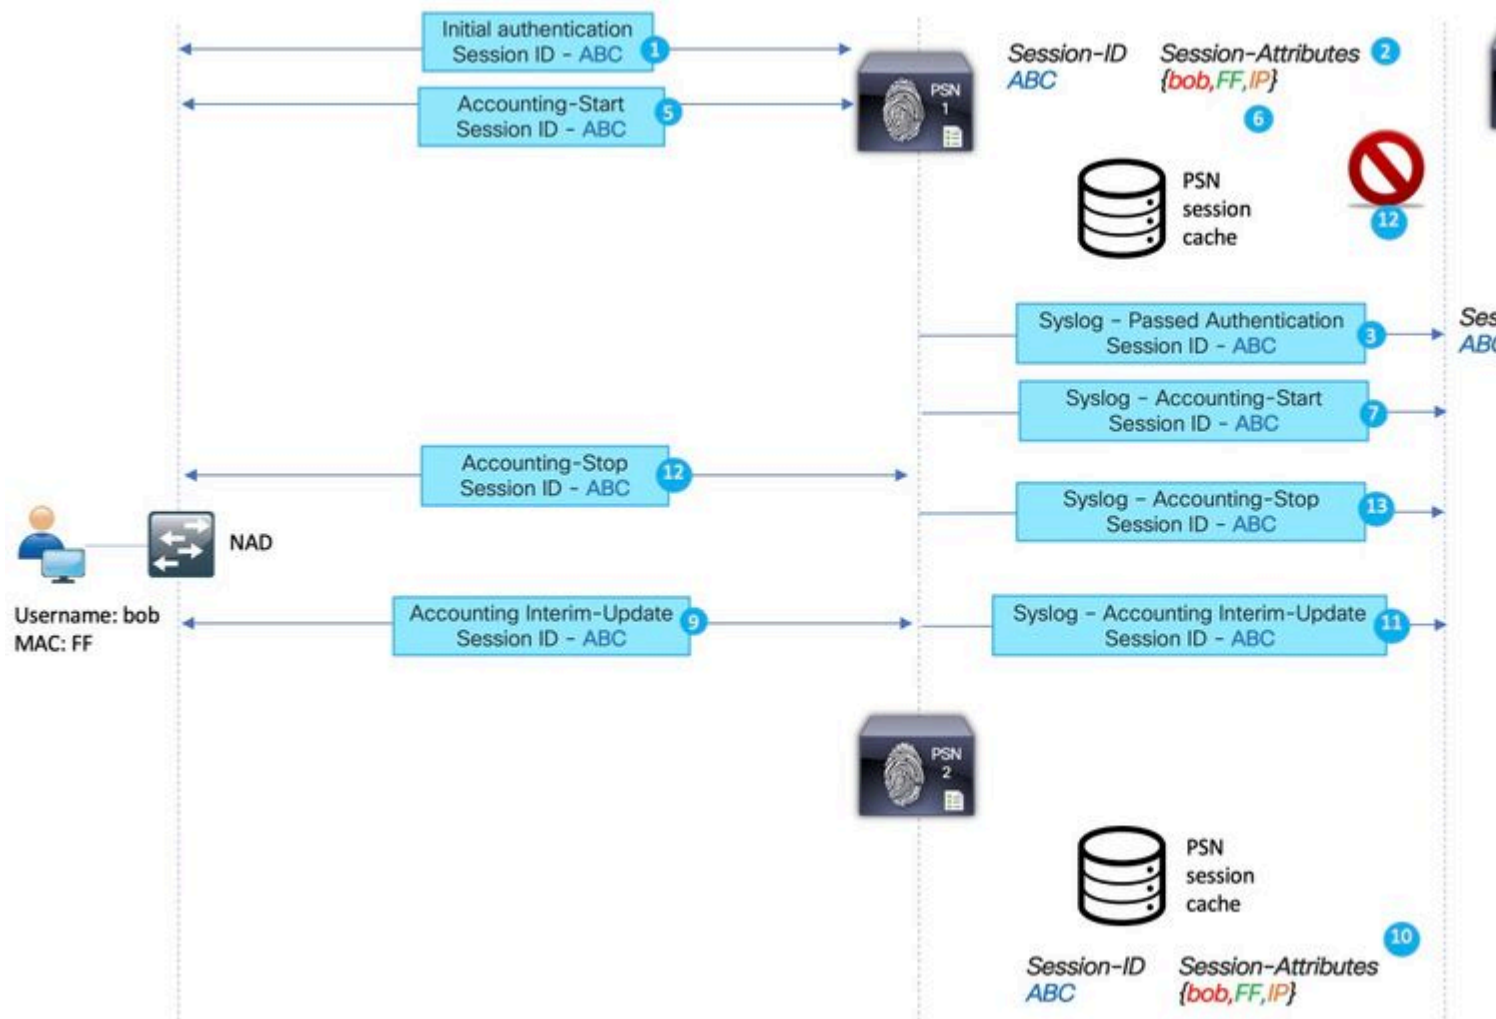 Initial authentication
Session ID - ABC
1
Accounting-Start
Session ID - ABC
5
PSN
1
Session-ID Session-Attributes 2
ABC {bob,FF,IP}
6
PSN
session
cache
12
Syslog – Passed Authentication
Session ID - ABC
3
Ses
ABC
Syslog – Accounting-Start
Session ID - ABC
7
Accounting-Stop
Session ID - ABC
12
Syslog – Accounting-Stop
Session ID - ABC
13
NAD
Username: bob
MAC: FF
Accounting Interim-Update
Session ID - ABC
9
Syslog – Accounting Interim-Update
Session ID - ABC
11
PSN
2
PSN
session
cache
10
Session-ID Session-Attributes
ABC {bob,FF,IP}